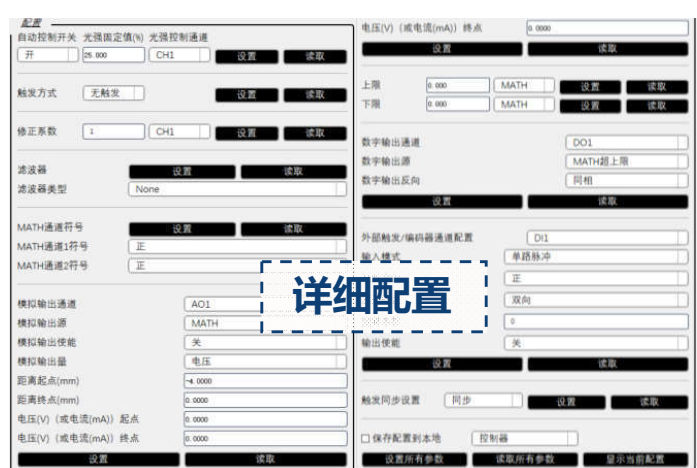 配置
自动控制开关 光强固定值(%) 光强控制通道
开 25.000 CH1 设置 读取
触发方式 无触发 设置 读取
修正系数 1 CH1 设置 读取
滤波器 设置 读取
滤波器类型 None
MATH通道符号 设置 读取
MATH通道1符号 正
MATH通道2符号 正
模拟输出通道 AO1
模拟输出源 MATH
模拟输出使能 关
模拟输出量 电压
距离起点(mm) -4.0000
距离终点(mm) 0.0000
电压(V)（或电流(mA)）起点 0.0000
电压(V)（或电流(mA)）终点 0.0000
设置 读取
电压(V)（或电流(mA)）终点 0.0000
设置 读取
上限 0.000 MATH 设置 读取
下限 0.000 MATH 设置 读取
数字输出通道 DO1
数字输出源 MATH超上限
数字输出反向 同相
设置 读取
外部触发/编码器通道配置 DI1
输入模式 单路脉冲
正
双向
0
输出使能 关
设置 读取
触发同步设置 同步 设置 读取
保存配置到本地 控制器
设置所有参数 读取所有参数 显示当前配置
详细配置